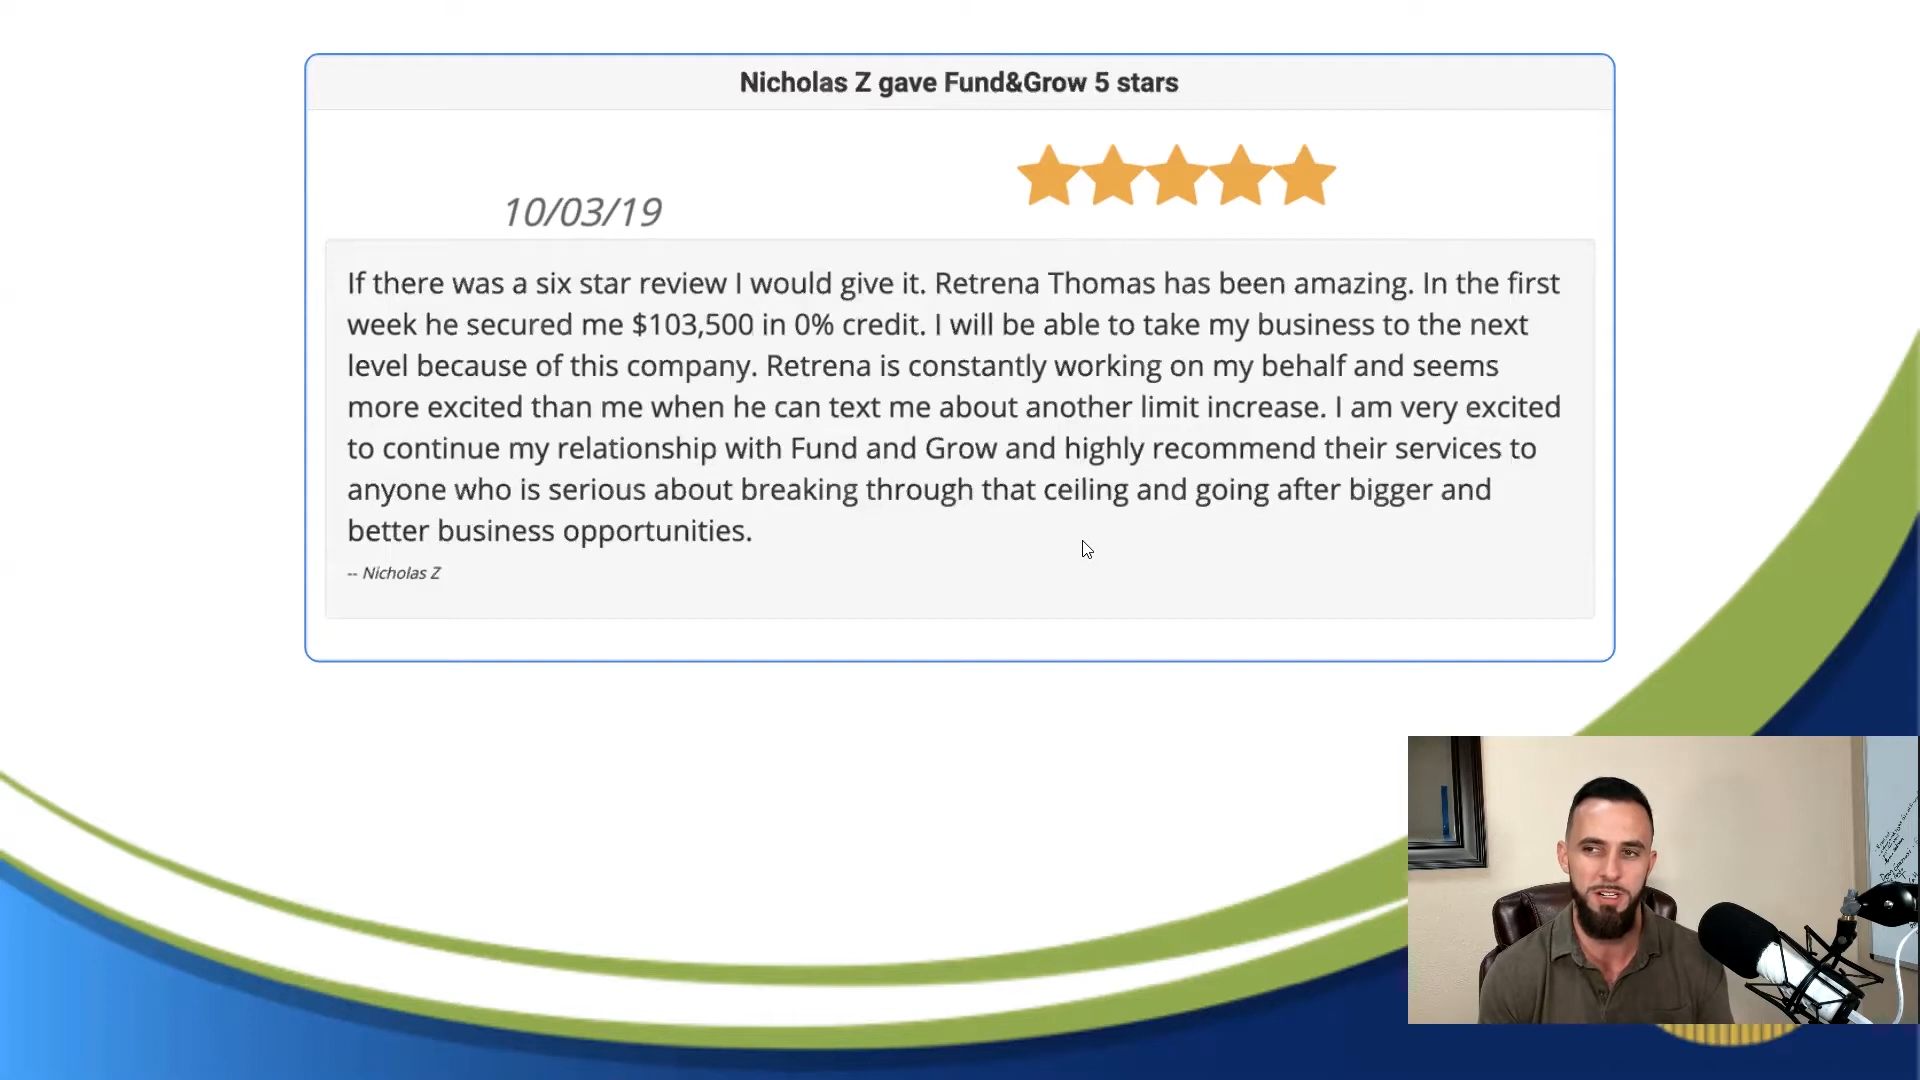 Nicholas Z gave Fund&Grow 5 stars
10/03/19
If there was a six star review I would give it. Retrena Thomas has been amazing. In the first
week he secured me $103,500 in 0% credit. I will be able to take my business to the next
level because of this company. Retrena is constantly working on my behalf and seems
more excited than me when he can text me about another limit increase. I am very excited
to continue my relationship with Fund and Grow and highly recommend their services to
anyone who is serious about breaking through that ceiling and going after bigger and
better business opportunities.
-- Nicholas Z